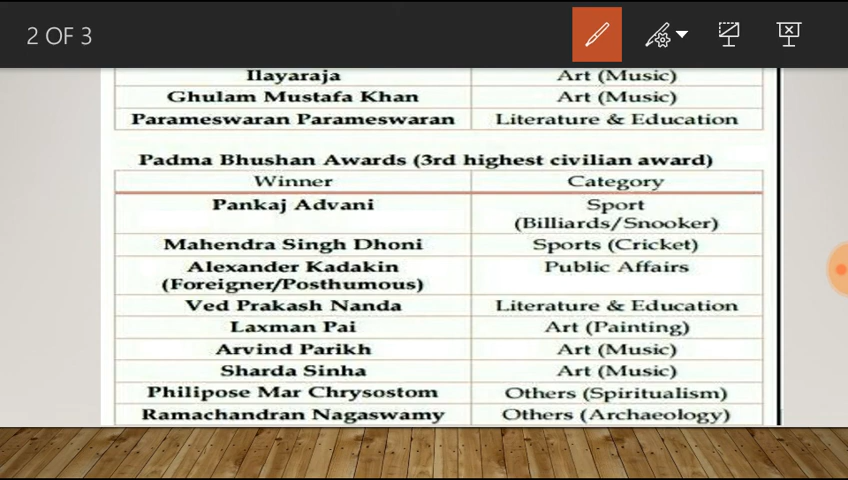 2 OF 3
Ilayaraja Art (Music)
Ghulam Mustafa Khan Art (Music)
Parameswaran Parameswaran Literature & Education
Padma Bhushan Awards (3rd highest civilian award)
Winner Category
Pankaj Advani Sport
(Billiards/Snooker)
Mahendra Singh Dhoni Sports (Cricket)
Alexander Kadakin Public Affairs
(Foreigner/Posthumous)
Ved Prakash Nanda Literature & Education
Laxman Pai Art (Painting)
Arvind Parikh Art (Music)
Sharda Sinha Art (Music)
Philipose Mar Chrysostom Others (Spiritualism)
Ramachandran Nagaswamy Others (Archaeology)